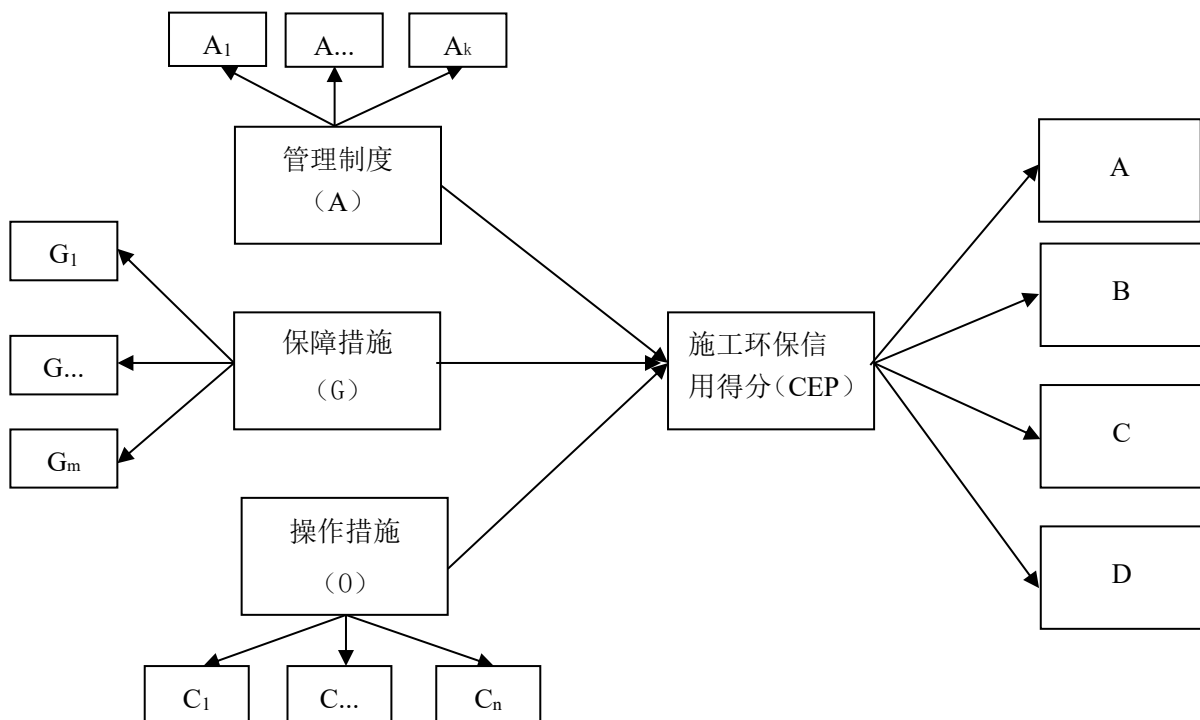 A1
A...
Ak
管理制度
（A）
G1
G...
Gm
保障措施
（G）
操作措施
（O）
C1
C...
Cn
施工环保信
用得分（CEP）
A
B
C
D